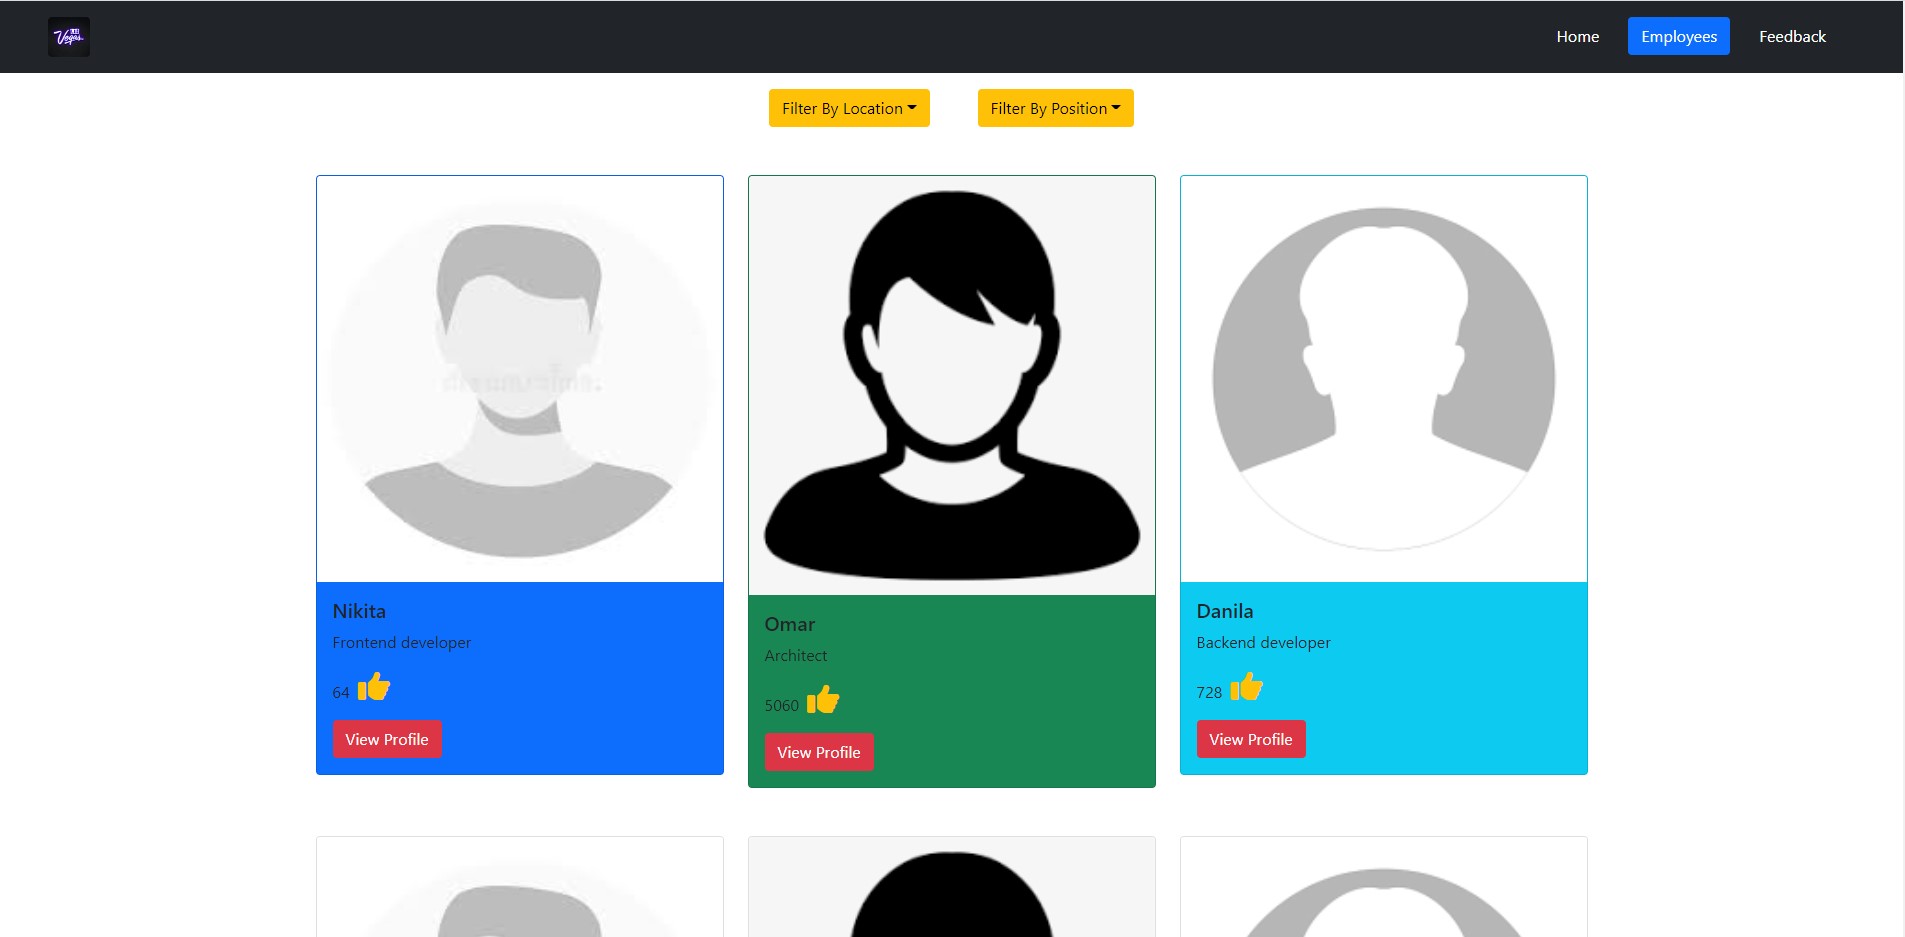 Vegas
Home
Employees
Feedback
Filter By Location
Filter By Position
Nikita
Frontend developer
64
View Profile
Omar
Architect
5060
View Profile
Danila
Backend developer
728
View Profile